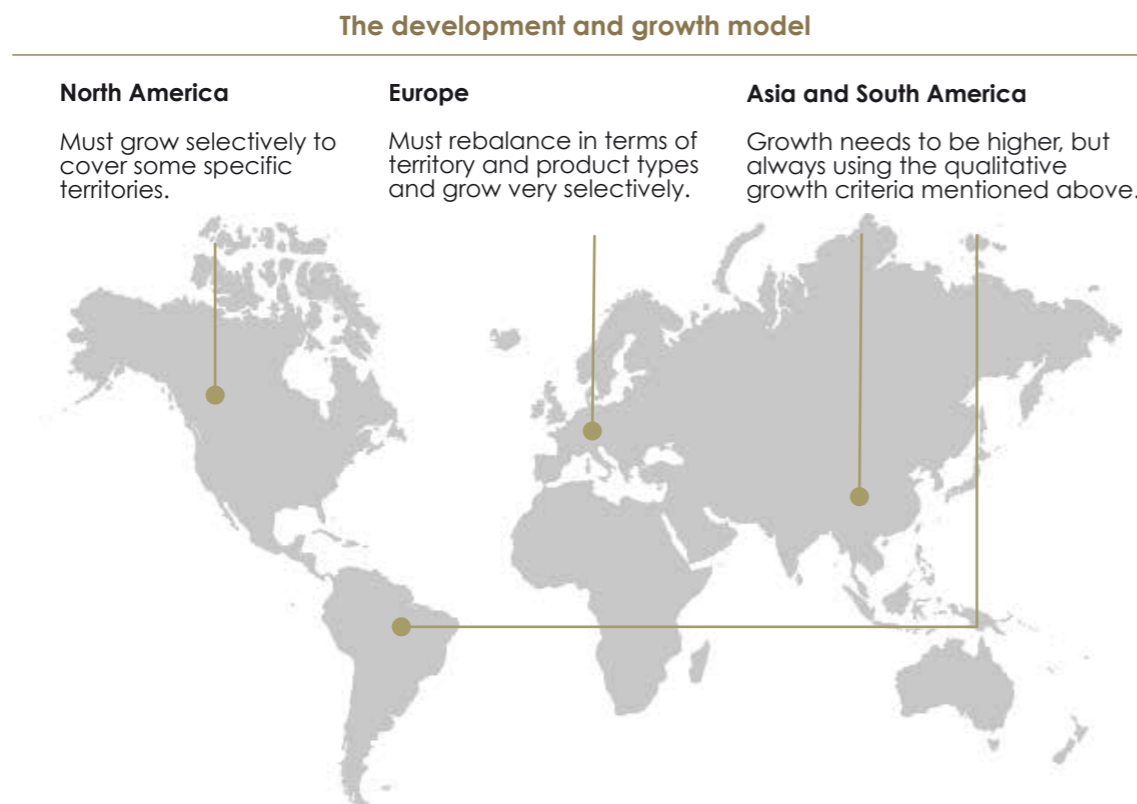 The development and growth model
North America
Must grow selectively to
cover some specific
territories.
Europe
Must rebalance in terms of
territory and product types
and grow very selectively.
Asia and South America
Growth needs to be higher, but
always using the qualitative
growth criteria mentioned above.